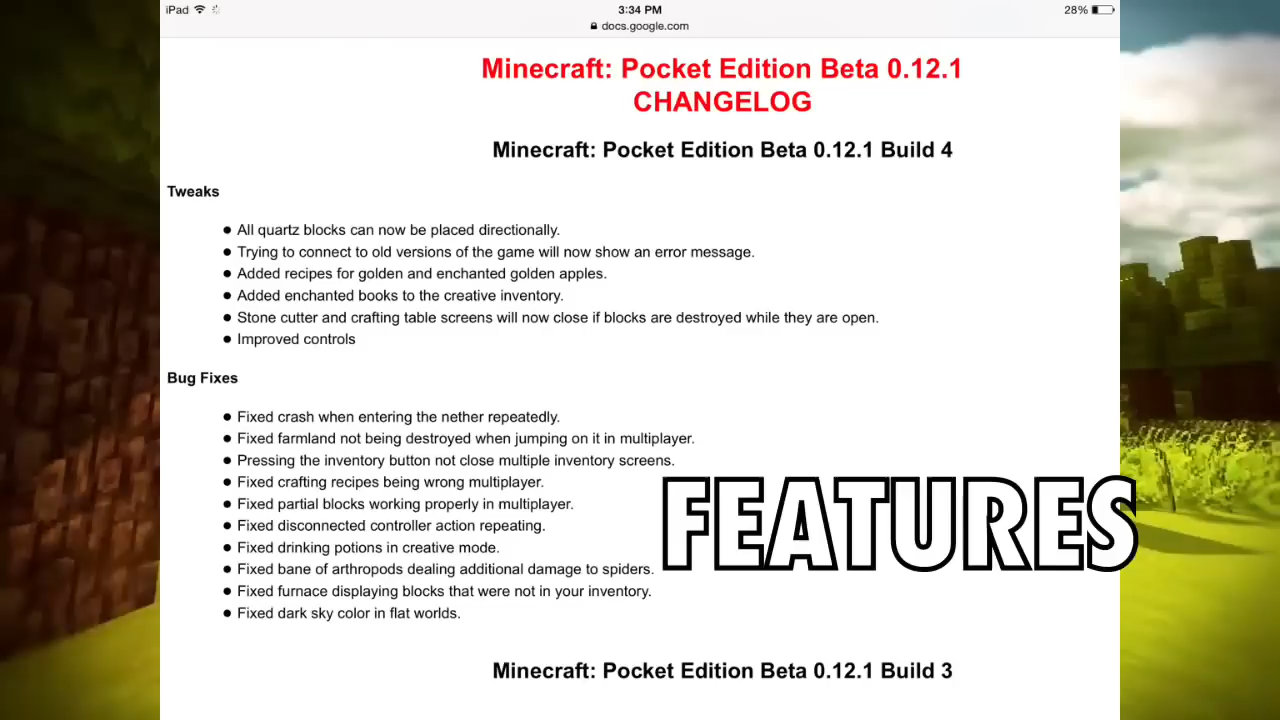 iPad
3:34 PM
28%
docs.google.com
Minecraft: Pocket Edition Beta 0.12.1
CHANGELOG
Minecraft: Pocket Edition Beta 0.12.1 Build 4
Tweaks
● All quartz blocks can now be placed directionally.
● Trying to connect to old versions of the game will now show an error message.
● Added recipes for golden and enchanted golden apples.
● Added enchanted books to the creative inventory.
● Stone cutter and crafting table screens will now close if blocks are destroyed while they are open.
● Improved controls
Bug Fixes
● Fixed crash when entering the nether repeatedly.
● Fixed farmland not being destroyed when jumping on it in multiplayer.
● Pressing the inventory button not close multiple inventory screens.
● Fixed crafting recipes being wrong multiplayer.
● Fixed partial blocks working properly in multiplayer.
● Fixed disconnected controller action repeating.
● Fixed drinking potions in creative mode.
● Fixed bane of arthropods dealing additional damage to spiders.
● Fixed furnace displaying blocks that were not in your inventory.
● Fixed dark sky color in flat worlds.
FEATURES
Minecraft: Pocket Edition Beta 0.12.1 Build 3